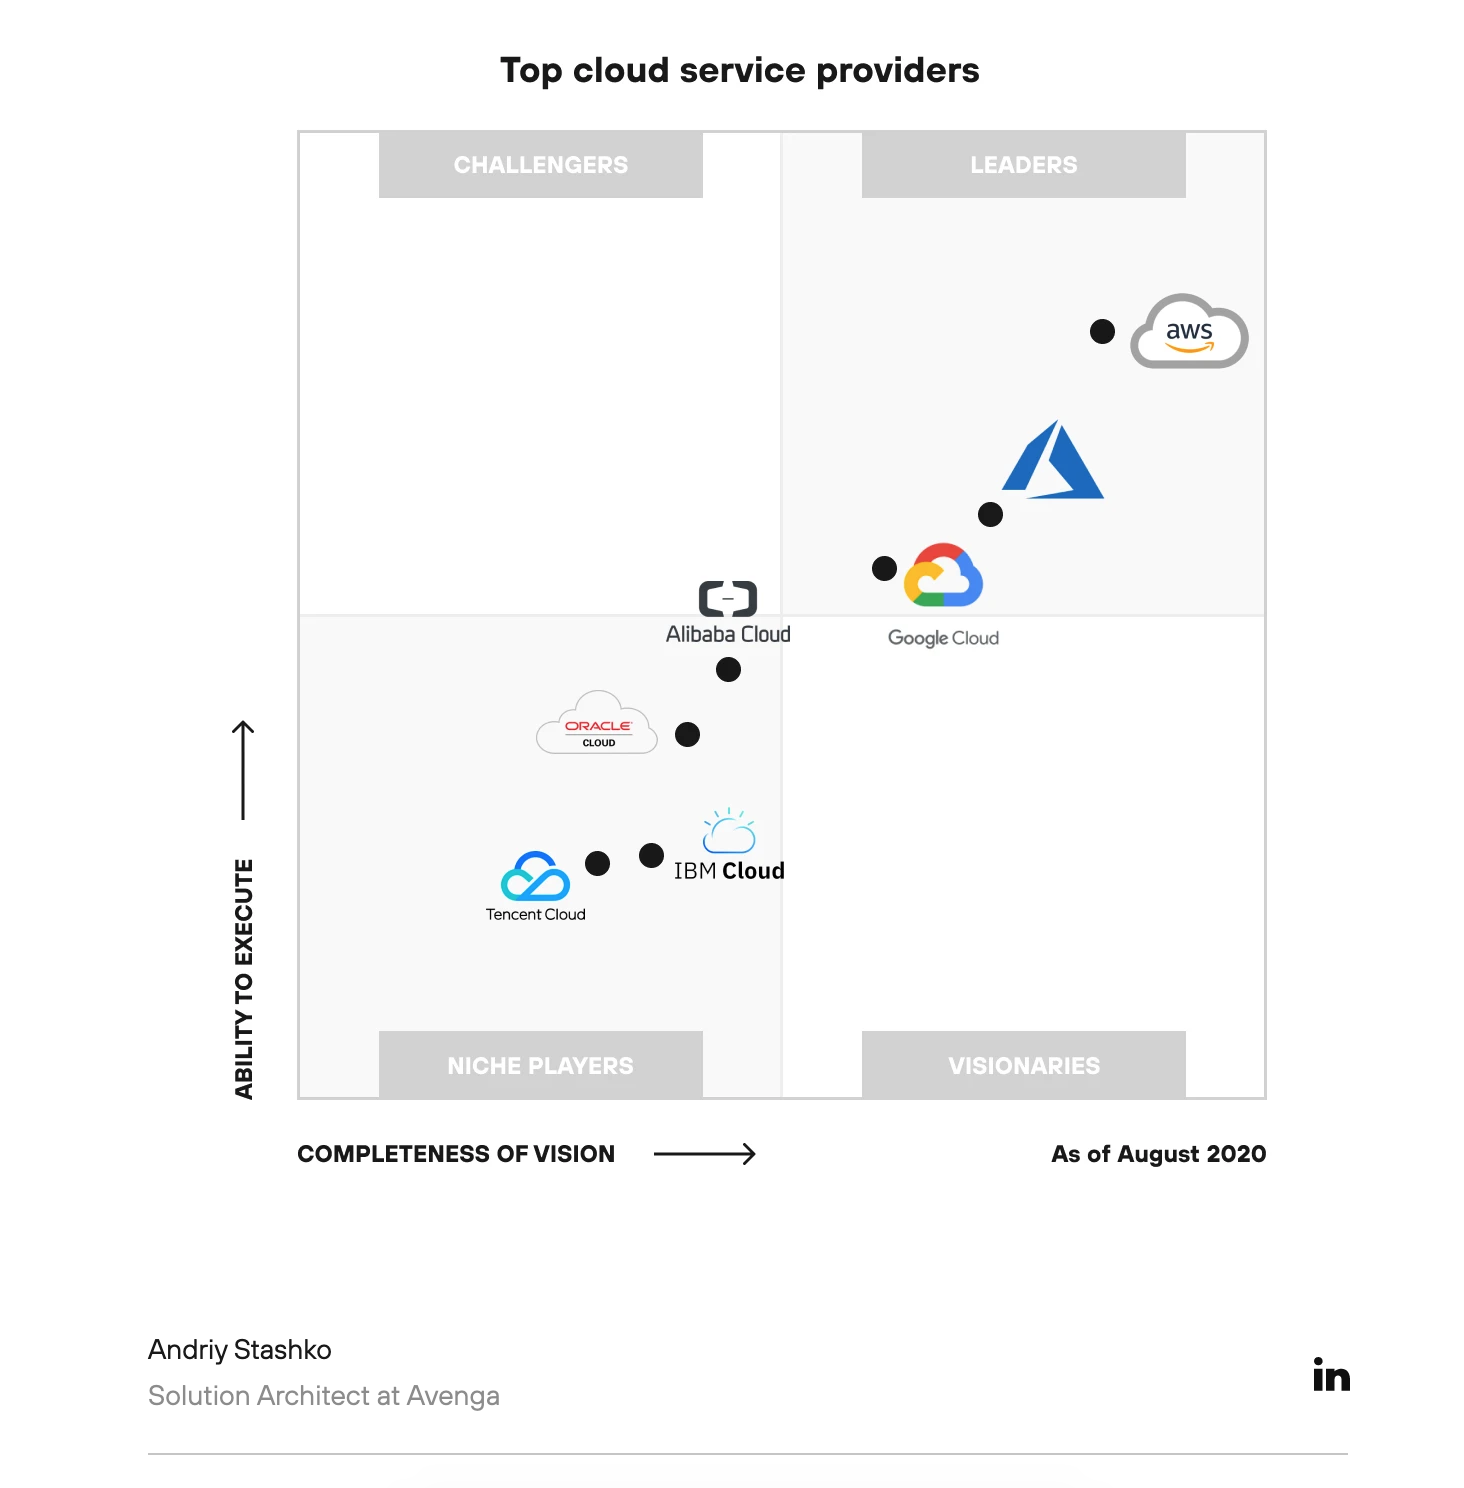 Top cloud service providers
CHALLENGERS
LEADERS
aws
Alibaba Cloud
Google Cloud
ORACLE
CLOUD
IBM Cloud
Tencent Cloud
NICHE PLAYERS
VISIONARIES
ABILITY TO EXECUTE
COMPLETENESS OF VISION
As of August 2020
Andriy Stashko
Solution Architect at Avenga
in